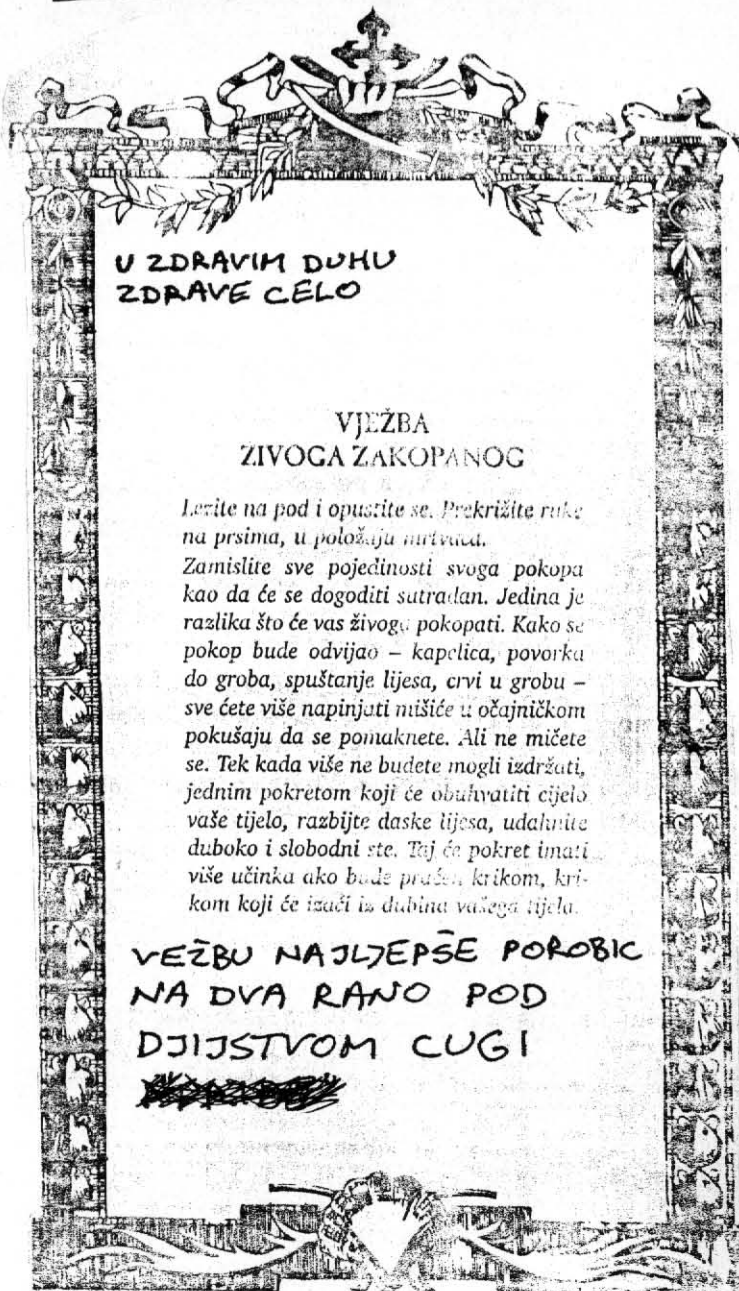 U ZDRAVIM DUHU
ZDRAVE CELO
VJEŽBA
ZIVOGA ZAKOPANOG
Lezite na pod i opustite se. Prekrižite ruke
na prsima, u položaju mrtvaca.
Zamislite sve pojedinosti svoga pokopa
kao da će se dogoditi sutradan. Jedina je
razlika što će vas živoga pokopati. Kako se
pokop bude odvijao – kapelica, povorka
do groba, spuštanje lijesa, crvi u grobu –
sve ćete više napinjati mišiće u očajničkom
pokušaju da se pomaknete. Ali ne mičete
se. Tek kada više ne budete mogli izdržati,
jednim pokretom koji će obuhvatiti cijelo
vaše tijelo, razbijte daske lijesa, udahnite
duboko i slobodni ste. Taj će pokret imati
više učinka ako bude praćen krikom, kri-
kom koji će izaći iz dubina vašega tijela.
VEŽBU NAJLJEPŠE POROBIC
NA DVA RANO POD
DJIJSTVOM CUGI